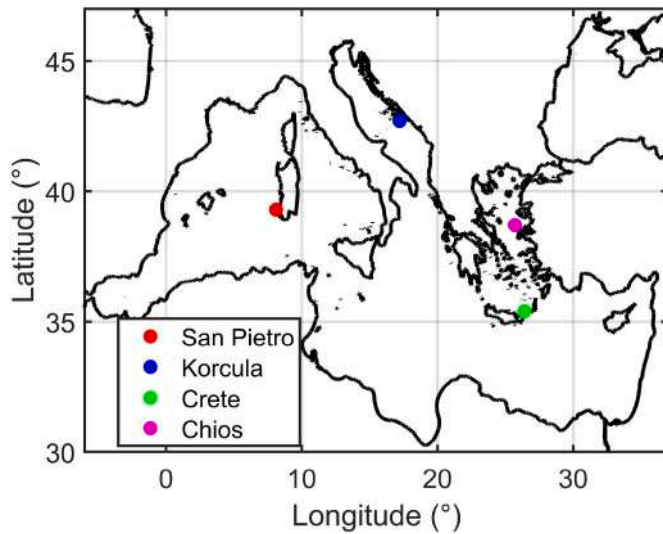 45
40
35
30
0
10
20
30
Latitude (°)
Longitude (°)
San Pietro
Korcula
Crete
Chios